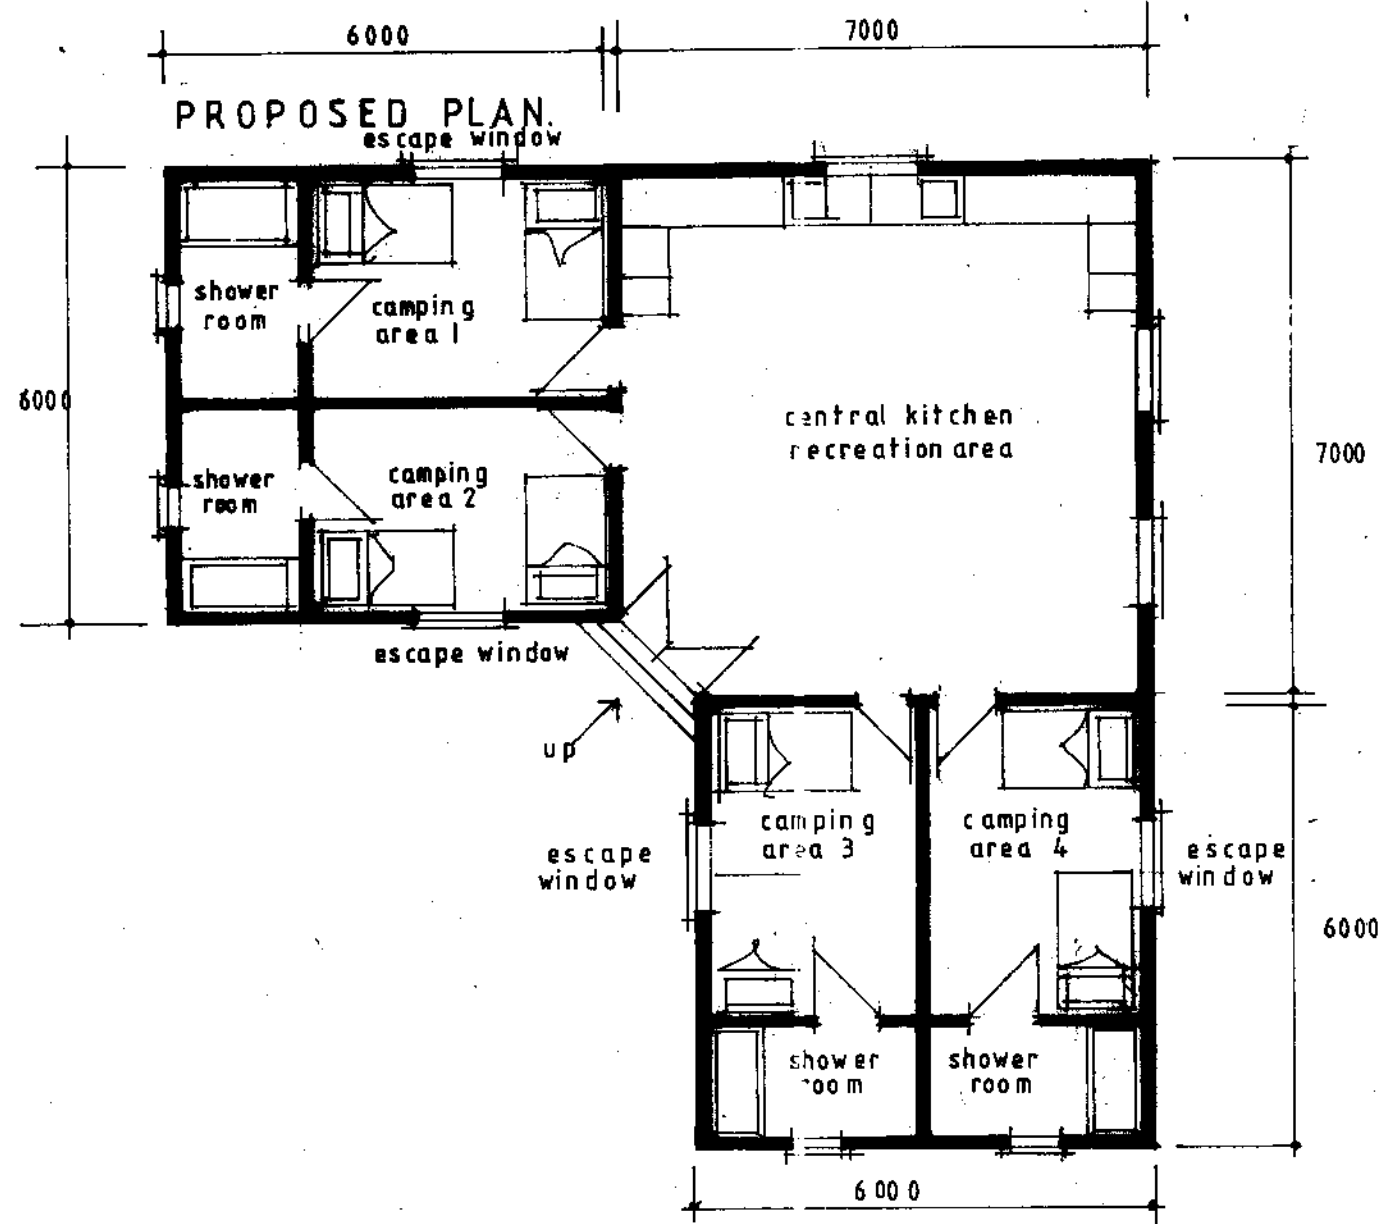 6000
7000
PROPOSED PLAN.
escape window
shower
room
camping
area 1
6000
central kitchen
recreation area
7000
shower
room
camping
area 2
escape window
up
camping
area 3
camping
area 4
escape
window
escape
window
6000
shower
room
shower
room
6000